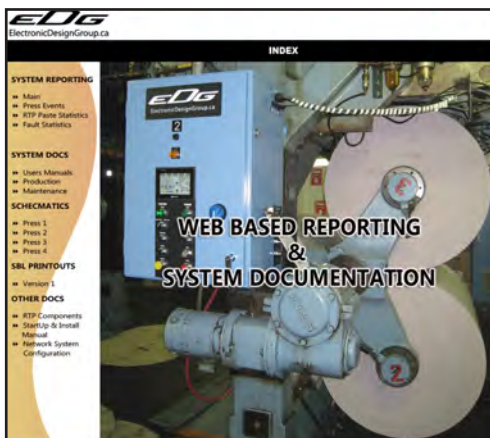 EDG
ElectronicDesignGroup.ca
INDEX
SYSTEM REPORTING
Main
Press Events
RTP Paste Statistics
Fault Statistics
SYSTEM DOCS
Users Manuals
Production
Maintenance
SCHECMATICS
Press 1
Press 2
Press 3
Press 4
SBL PRINTOUTS
Version 1
OTHER DOCS
RTP Components
StartUp & Install
Manual
Network System
Configuration
EDG
ElectronicDesignGroup.ca
2
WEB BASED REPORTING
&
SYSTEM DOCUMENTATION
3
2